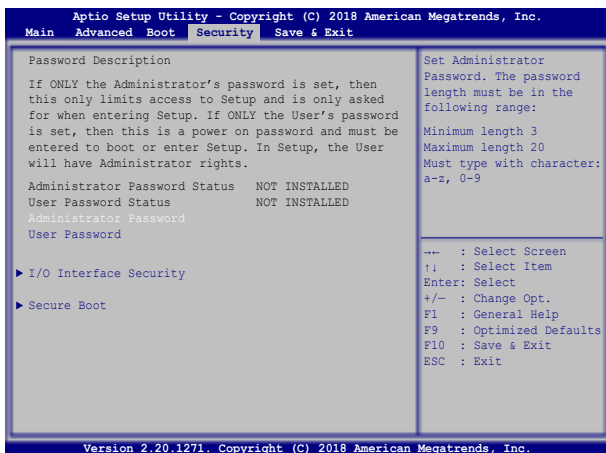 Aptio Setup Utility - Copyright (C) 2018 American Megatrends, Inc.
Main Advanced Boot Security Save & Exit
Password Description
If ONLY the Administrator's password is set, then
this only limits access to Setup and is only asked
for when entering Setup. If ONLY the User's password
is set, then this is a power on password and must be
entered to boot or enter Setup. In Setup, the User
will have Administrator rights.
Administrator Password Status NOT INSTALLED
User Password Status NOT INSTALLED
Administrator Password
User Password
▶ I/O Interface Security
▶ Secure Boot
Set Administrator
Password. The password
length must be in the
following range:
Minimum length 3
Maximum length 20
Must type with character:
a-z, 0-9
→← : Select Screen
↑↓ : Select Item
Enter: Select
+/— : Change Opt.
F1 : General Help
F9 : Optimized Defaults
F10 : Save & Exit
ESC : Exit
Version 2.20.1271. Copyright (C) 2018 American Megatrends, Inc.